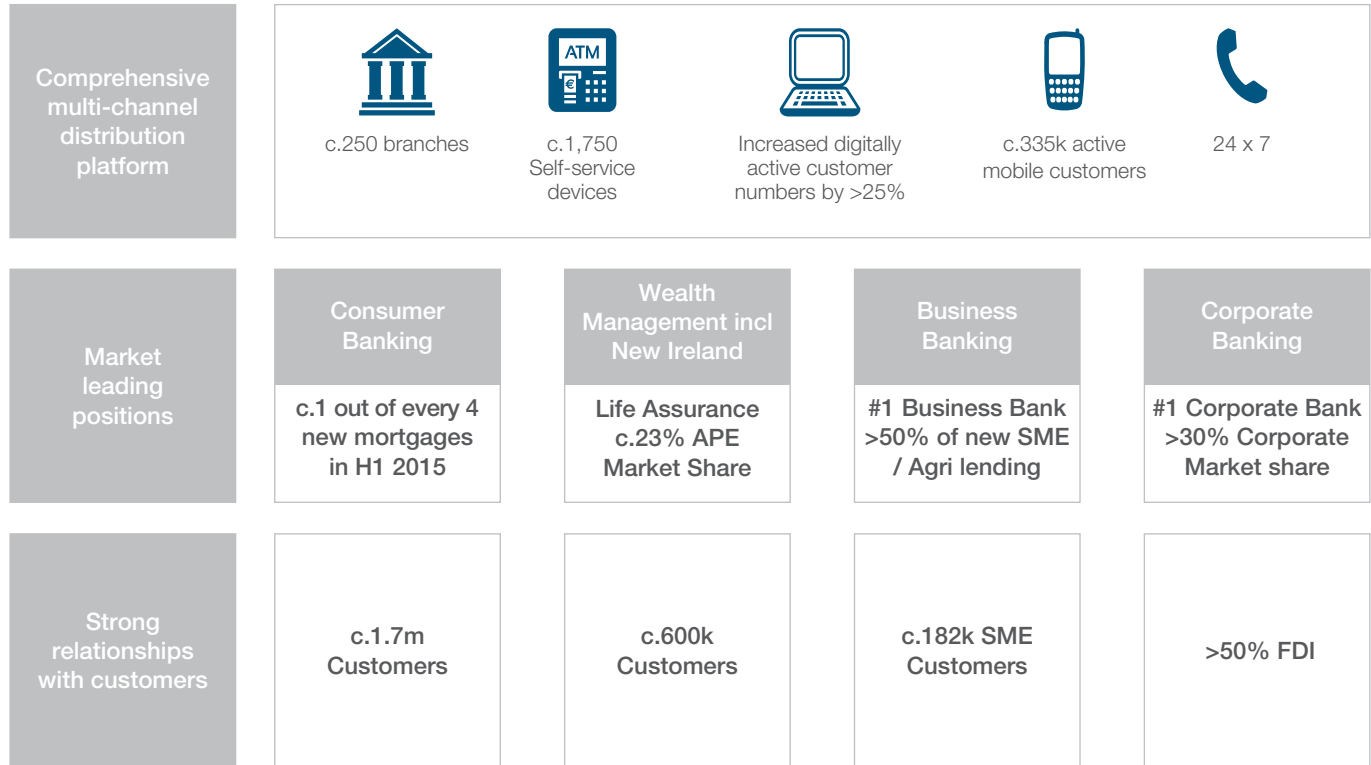 Comprehensive
multi-channel
distribution
platform
ATM
€
c.250 branches
c.1,750
Self-service
devices
Increased digitally
active customer
numbers by >25%
c.335k active
mobile customers
24 x 7
Market
leading
positions
Consumer
Banking
c.1 out of every 4
new mortgages
in H1 2015
Wealth
Management incl
New Ireland
Life Assurance
c.23% APE
Market Share
Business
Banking
#1 Business Bank
>50% of new SME
/ Agri lending
Corporate
Banking
#1 Corporate Bank
>30% Corporate
Market share
Strong
relationships
with customers
c.1.7m
Customers
c.600k
Customers
c.182k SME
Customers
>50% FDI